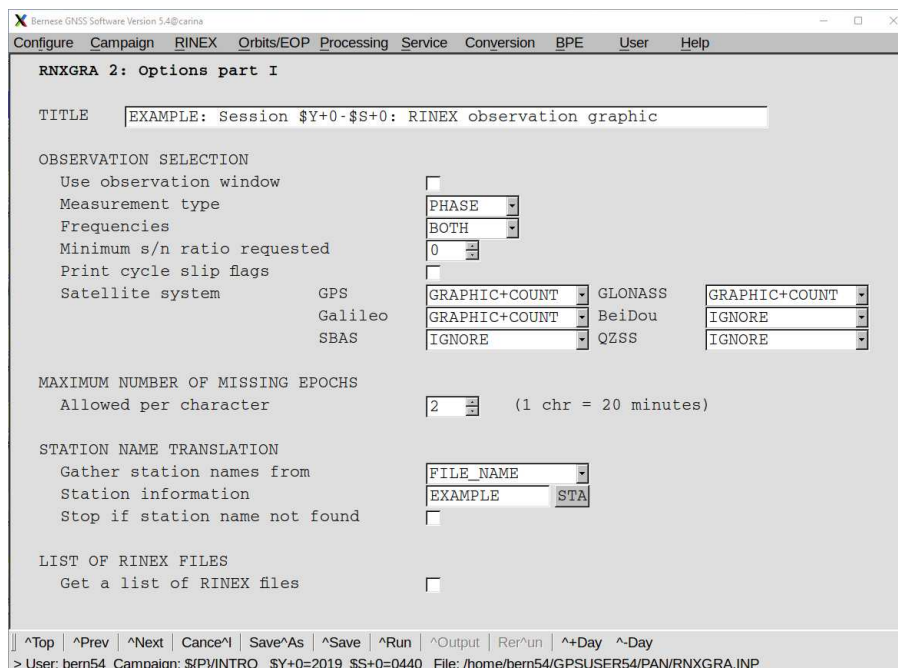 Bernese GNSS Software Version 5.4@carina
Configure Campaign RINEX Orbits/EOP Processing Service Conversion BPE User Help
RNXGRA 2: Options part I
TITLE EXAMPLE: Session $Y+0-$S+0: RINEX observation graphic
OBSERVATION SELECTION
Use observation window
Measurement type PHASE
Frequencies BOTH
Minimum s/n ratio requested 0
Print cycle slip flags
Satellite system GPS GRAPHIC+COUNT GLONASS GRAPHIC+COUNT
Galileo GRAPHIC+COUNT BeiDou IGNORE
SBAS IGNORE QZSS IGNORE
MAXIMUM NUMBER OF MISSING EPOCHS
Allowed per character 2 (1 chr = 20 minutes)
STATION NAME TRANSLATION
Gather station names from FILE_NAME
Station information EXAMPLE STA
Stop if station name not found
LIST OF RINEX FILES
Get a list of RINEX files
^Top | ^Prev | ^Next | Cance^l | Save^As | ^Save | ^Run | ^Output | Rer^un | ^+Day ^-Day
> User: bern54 Campaign: ${P}/INTRO $Y+0=2019 $S+0=0440 File: /home/bern54/GPSUSER54/PAN/RNXGRA.INP